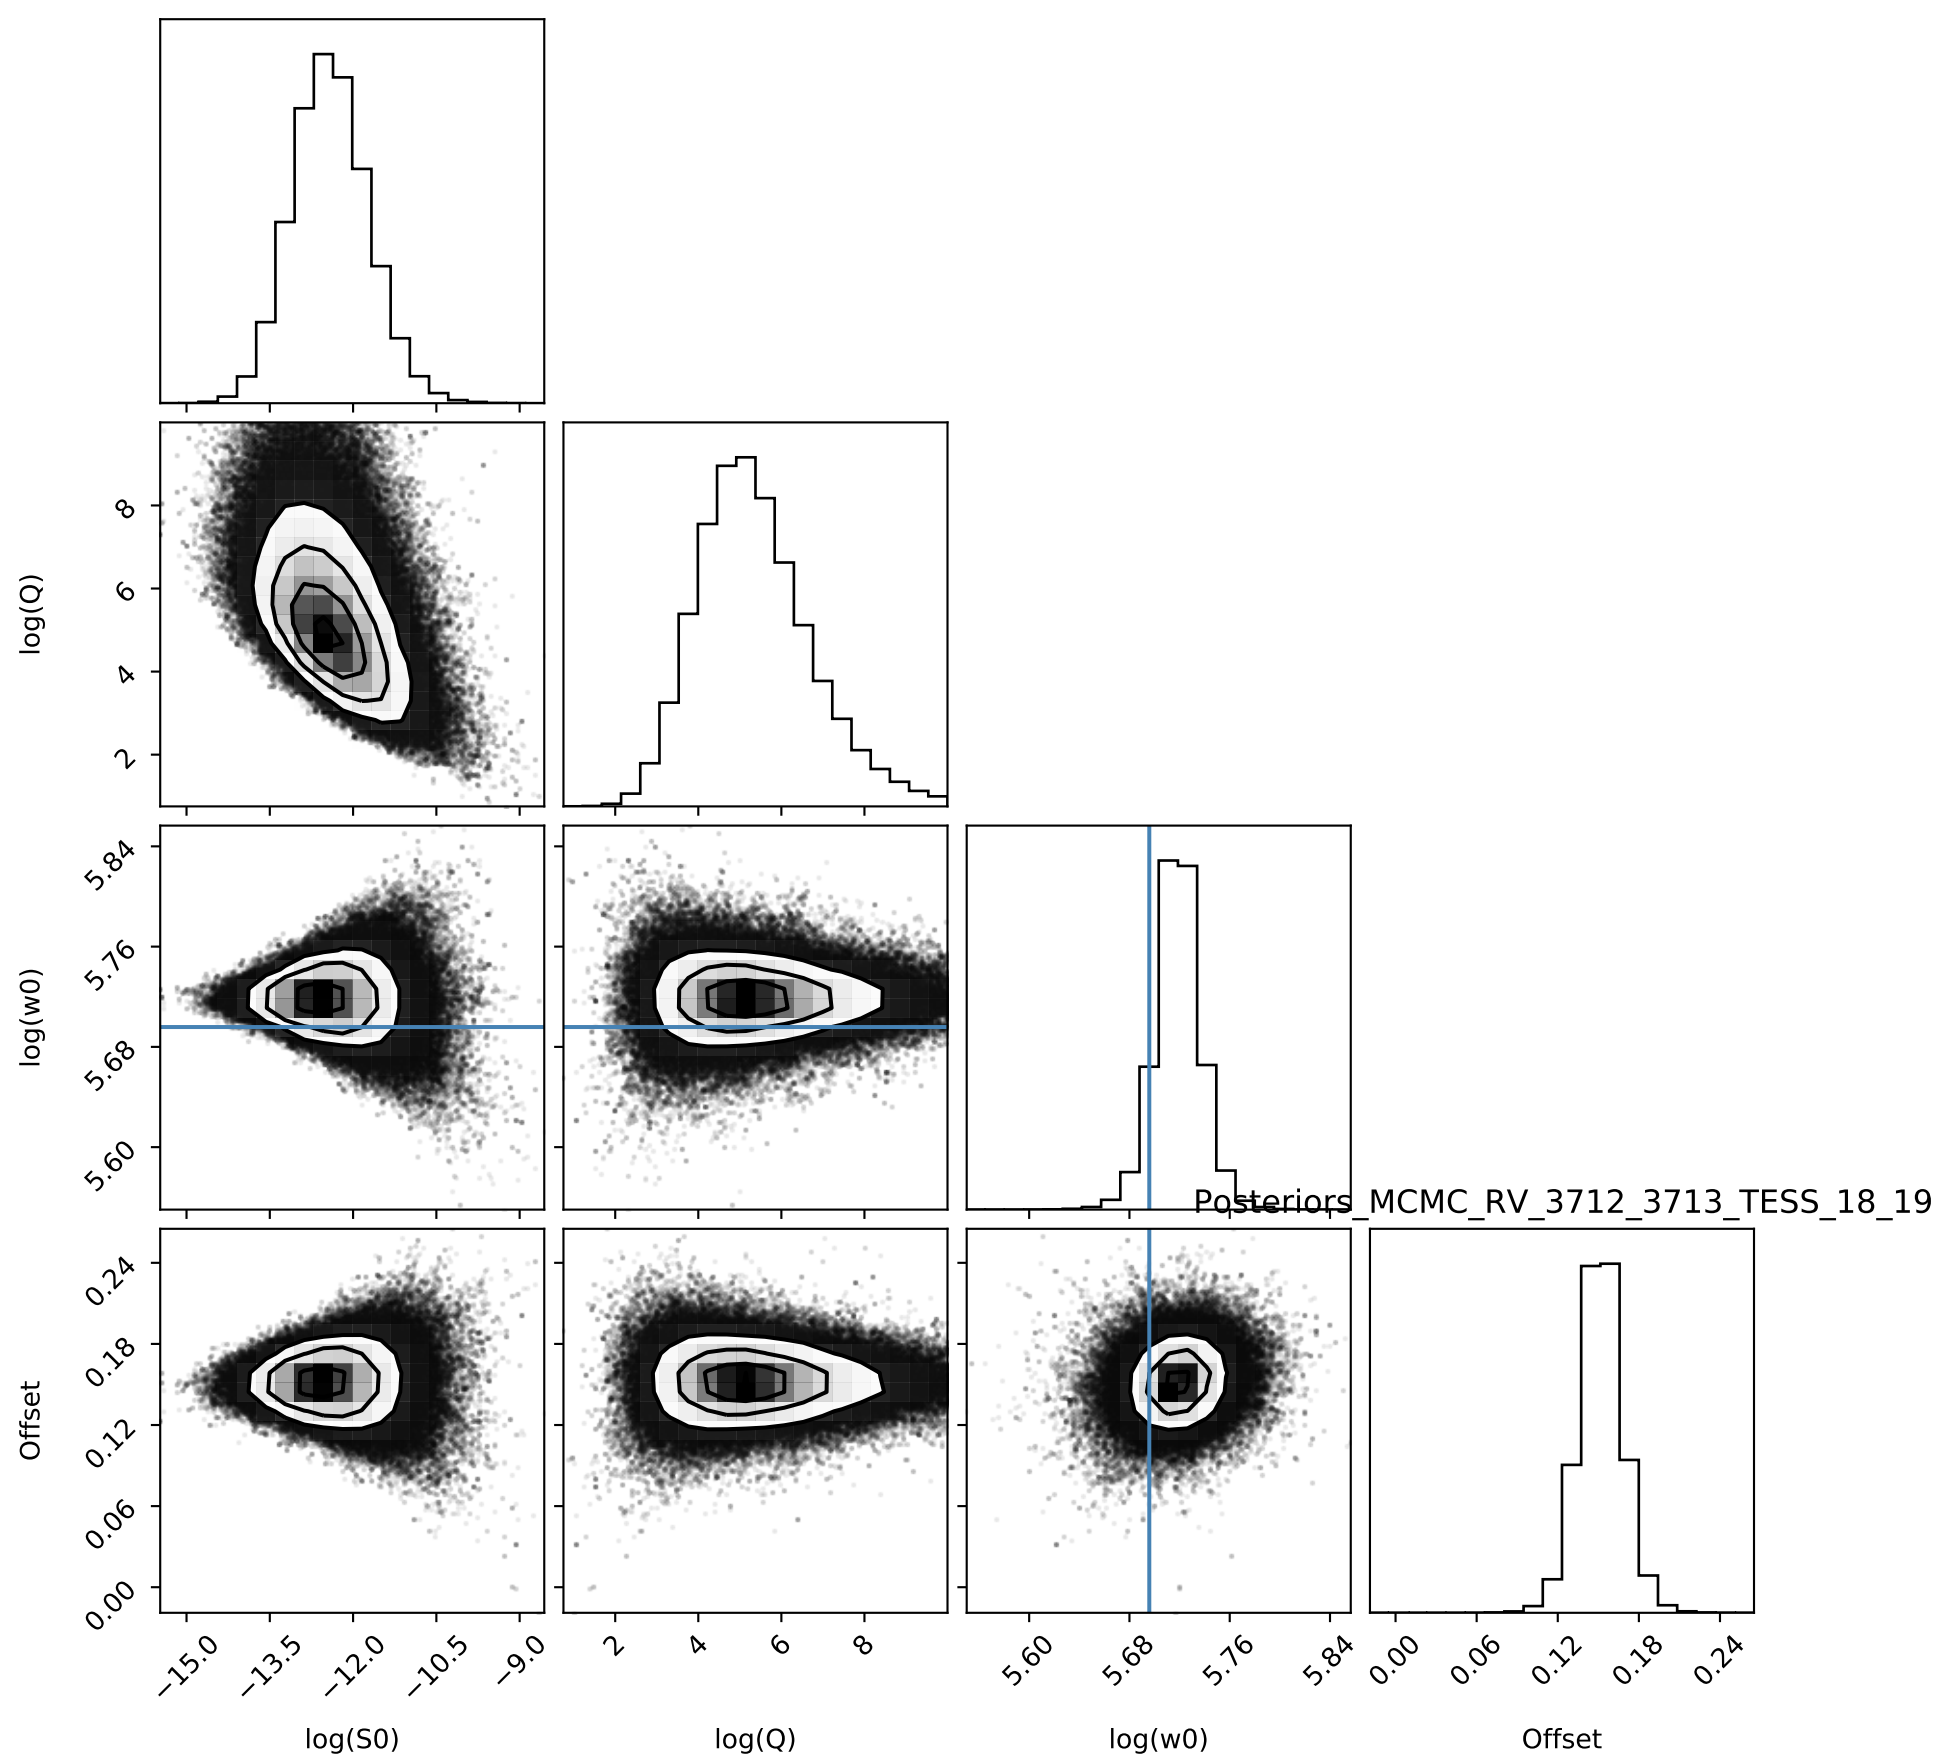 log(Q)
8
6
4
2
log(w0)
5.84
5.76
5.68
5.60
Posteriors_MCMC_RV_3712_3713_TESS_18_19
Offset
0.24
0.18
0.12
0.06
0.00
−15.0 −13.5 −12.0 −10.5 −9.0
2 4 6 8
5.60 5.68 5.76 5.84
0.00 0.06 0.12 0.18 0.24
log(S0) log(Q) log(w0) Offset